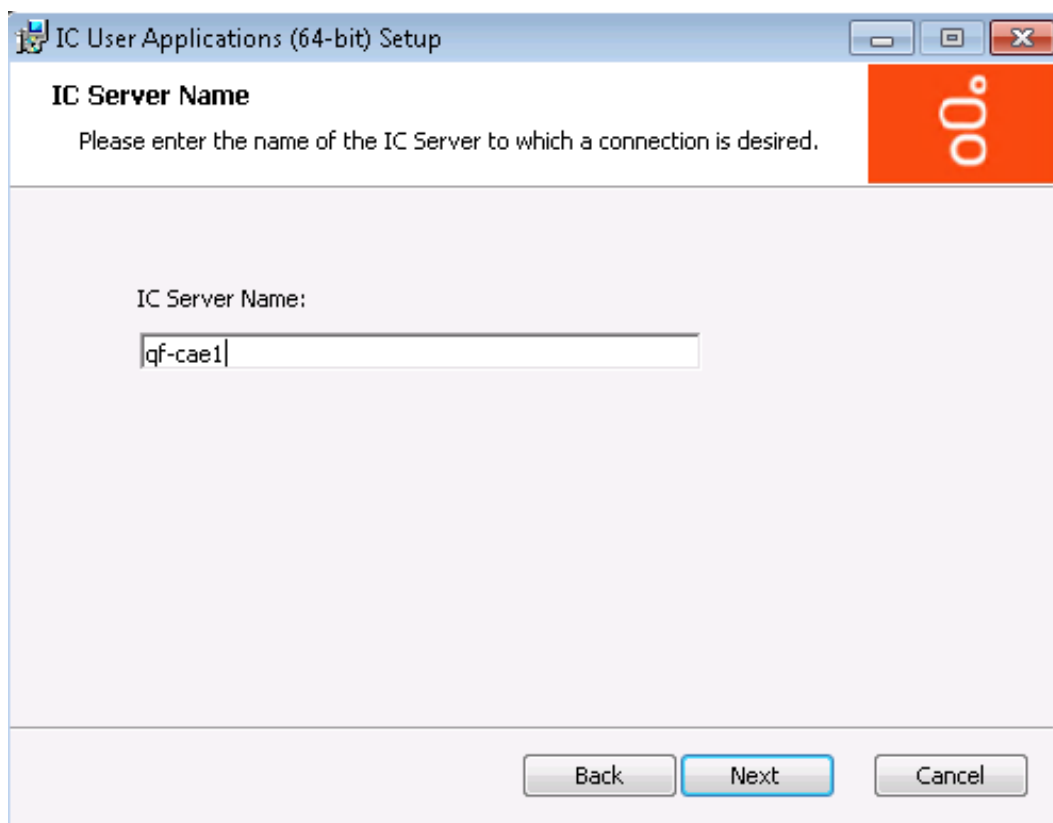 IC User Applications (64-bit) Setup
IC Server Name
Please enter the name of the IC Server to which a connection is desired.
IC Server Name:
qf-cae1
Back Next Cancel